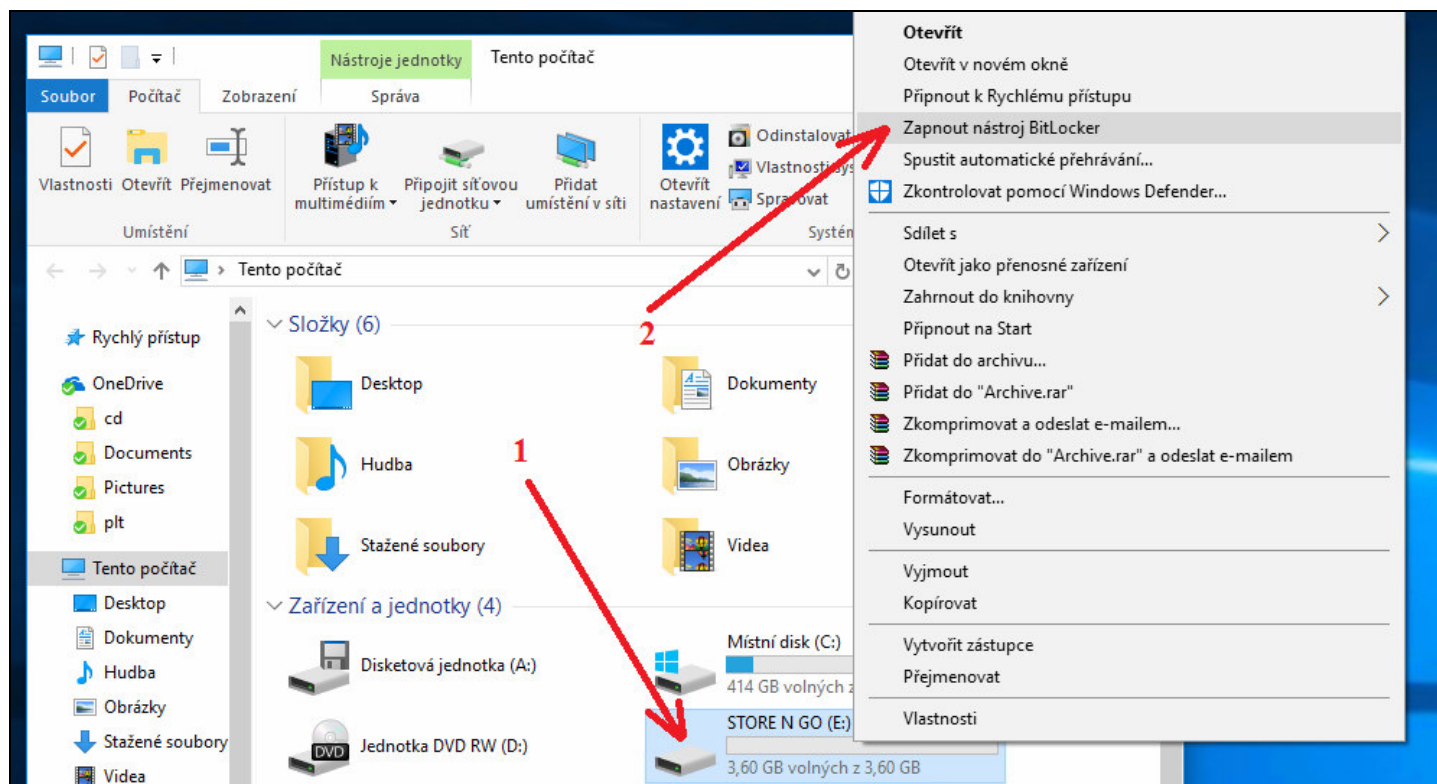 Nástroje jednotky
Tento počítač
Soubor
Počítač
Zobrazení
Správa
Vlastnosti
Otevřít
Přejmenovat
Přístup k
multimédiím
Připojit síťovou
jednotku
Přidat
umístění v síti
Otevřít
nastavení
Odinstalovat
Spravovat
Umístění
Síť
Tento počítač
Rychlý přístup
OneDrive
cd
Documents
Pictures
plt
Tento počítač
Desktop
Dokumenty
Hudba
Obrázky
Stažené soubory
Videa
Složky (6)
Desktop
Dokumenty
Hudba
Obrázky
Stažené soubory
Videa
Zařízení a jednotky (4)
Disketová jednotka (A:)
Místní disk (C:)
414 GB volných z
Jednotka DVD RW (D:)
DVD
STORE N GO (E:)
3,60 GB volných z 3,60 GB
1
2
Otevřít
Otevřít v novém okně
Připnout k Rychlému přístupu
Zapnout nástroj BitLocker
Spustit automatické přehrávání...
Zkontrolovat pomocí Windows Defender...
Sdílet s
Otevřít jako přenosné zařízení
Zahrnout do knihovny
Připnout na Start
Přidat do archivu...
Přidat do "Archive.rar"
Zkomprimovat a odeslat e-mailem...
Zkomprimovat do "Archive.rar" a odeslat e-mailem
Formátovat...
Vysunout
Vyjmout
Kopírovat
Vytvořit zástupce
Přejmenovat
Vlastnosti